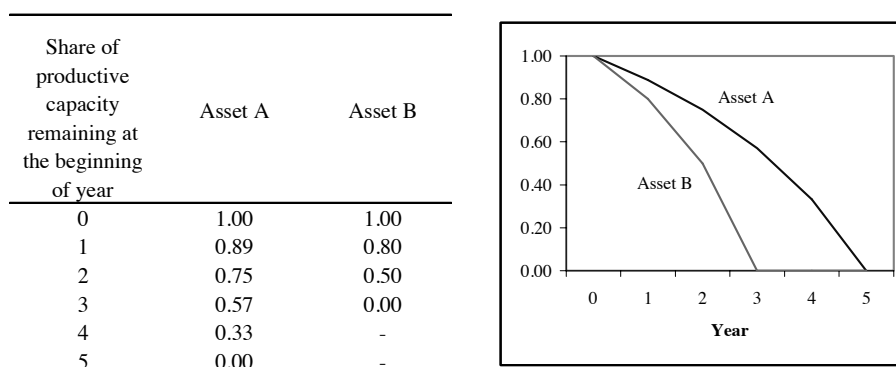 Share of
productive
capacity
remaining at
the beginning
of year
Asset A Asset B
0 1.00 1.00
1 0.89 0.80
2 0.75 0.50
3 0.57 0.00
4 0.33 -
5 0.00 -
1.00
0.80
0.60
0.40
0.20
0.00
Asset A
Asset B
0 1 2 3 4 5
Year